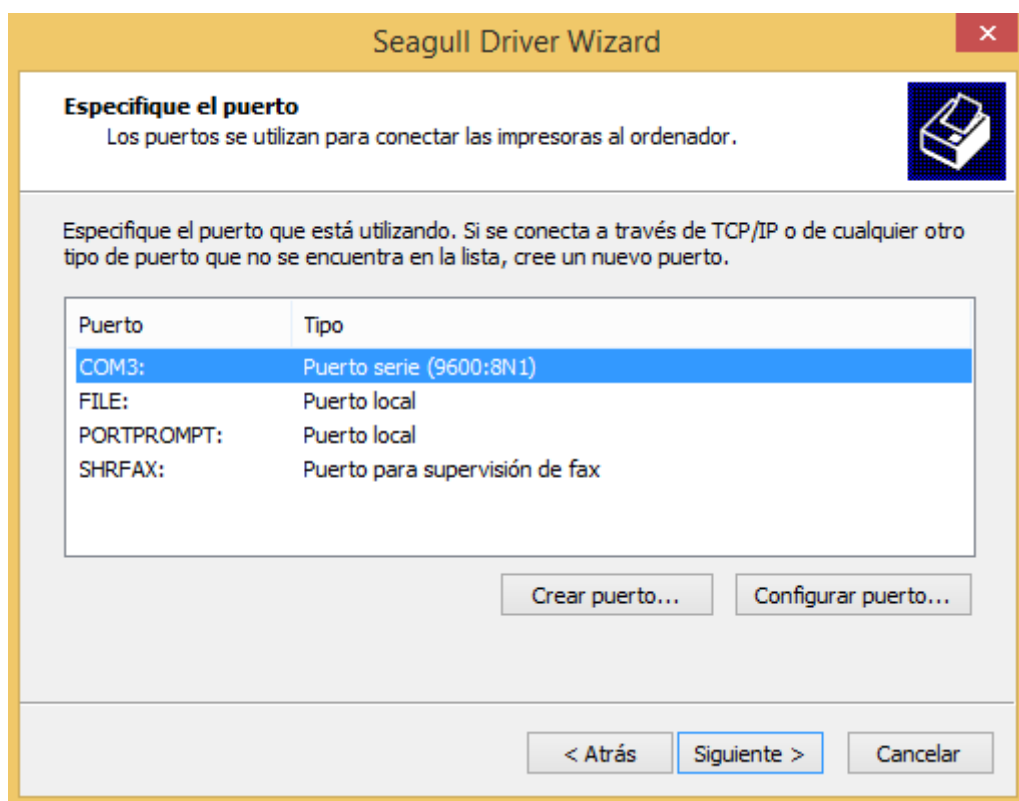 Seagull Driver Wizard
Especifique el puerto
Los puertos se utilizan para conectar las impresoras al ordenador.
Especifique el puerto que está utilizando. Si se conecta a través de TCP/IP o de cualquier otro
tipo de puerto que no se encuentra en la lista, cree un nuevo puerto.
Puerto Tipo
COM3: Puerto serie (9600:8N1)
FILE: Puerto local
PORTPROMPT: Puerto local
SHRFAX: Puerto para supervisión de fax
Crear puerto... Configurar puerto...
< Atrás Siguiente > Cancelar